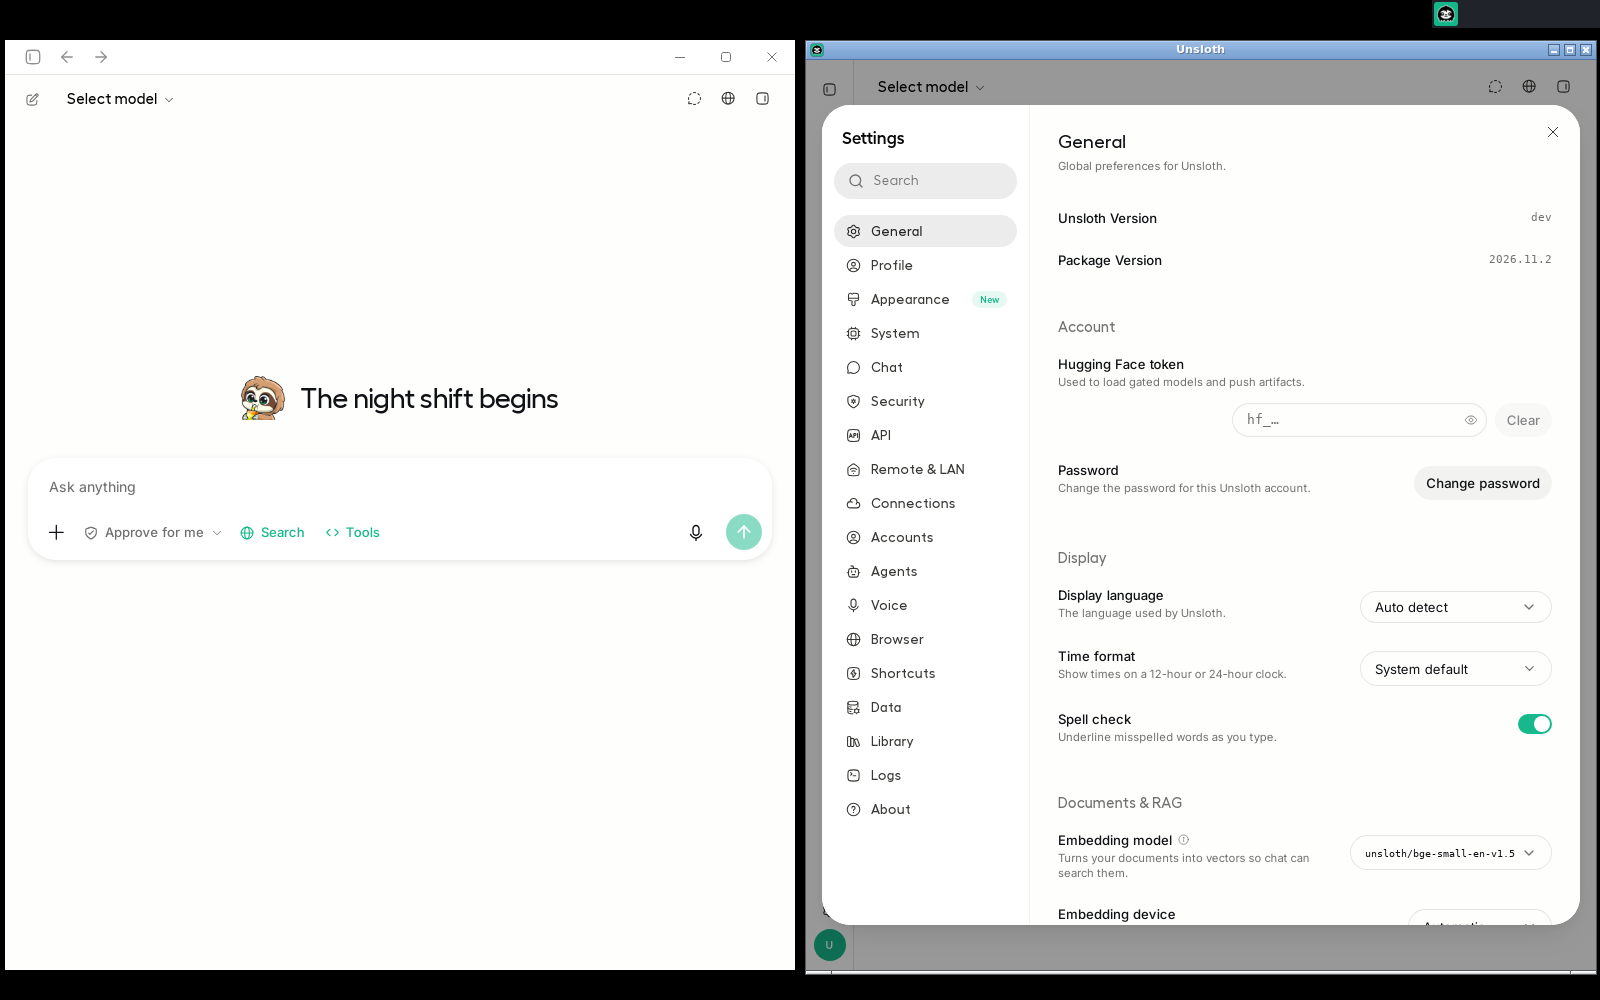 Select model
The night shift begins
Ask anything
Approve for me
Search
Tools
Unsloth
Select model
Settings
Search
General
Profile
Appearance New
System
Chat
Security
API
Remote & LAN
Connections
Accounts
Agents
Voice
Browser
Shortcuts
Data
Library
Logs
About
U
General
Global preferences for Unsloth.
Unsloth Version dev
Package Version 2026.11.2
Account
Hugging Face token
Used to load gated models and push artifacts.
hf_… Clear
Password
Change the password for this Unsloth account.
Change password
Display
Display language
The language used by Unsloth.
Auto detect
Time format
Show times on a 12-hour or 24-hour clock.
System default
Spell check
Underline misspelled words as you type.
Documents & RAG
Embedding model
Turns your documents into vectors so chat can
search them.
unsloth/bge-small-en-v1.5
Embedding device